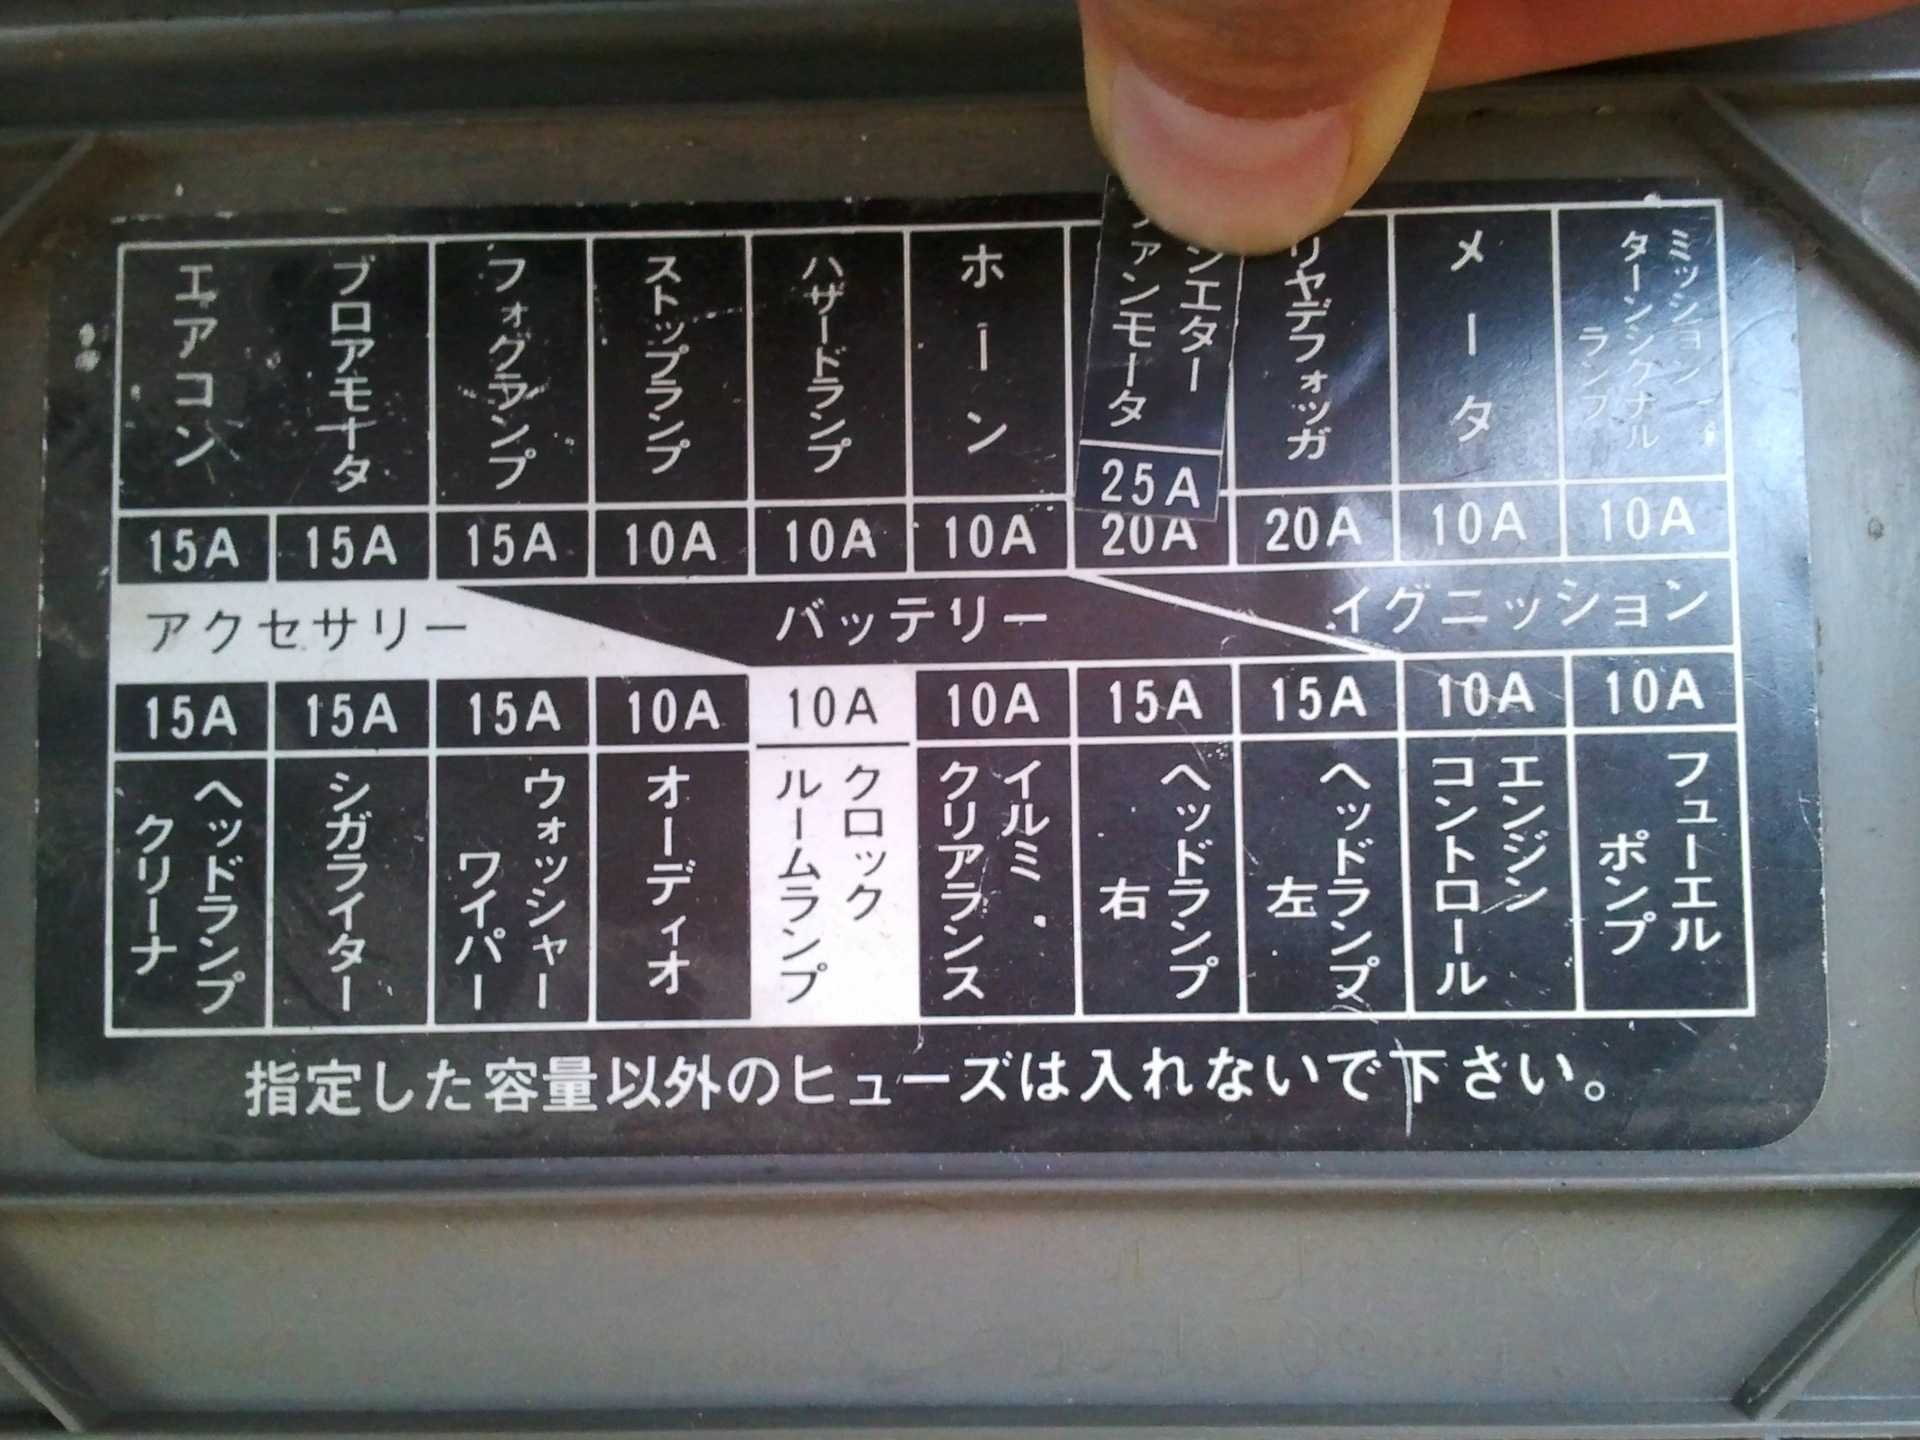 エアコン
ブロアモータ
フォグランプ
ストップランプ
ハザードランプ
ホーン
シエター
ファンモータ
25A
リヤデフォッガ
メータ
ミッション
ターンシグナル
ランプ
15A 15A 15A 10A 10A 10A 20A 20A 10A 10A
アクセサリー バッテリー イグニッション
15A 15A 15A 10A 10A 10A 15A 15A 10A 10A
ヘッドランプ
クリーナ
シガライター
ウォッシャー
ワイパー
オーディオ
クロック
ルームランプ
イルミ
クリアランス
ヘッドランプ
右
ヘッドランプ
左
エンジン
コントロール
フューエル
ポンプ
指定した容量以外のヒューズは入れないで下さい。